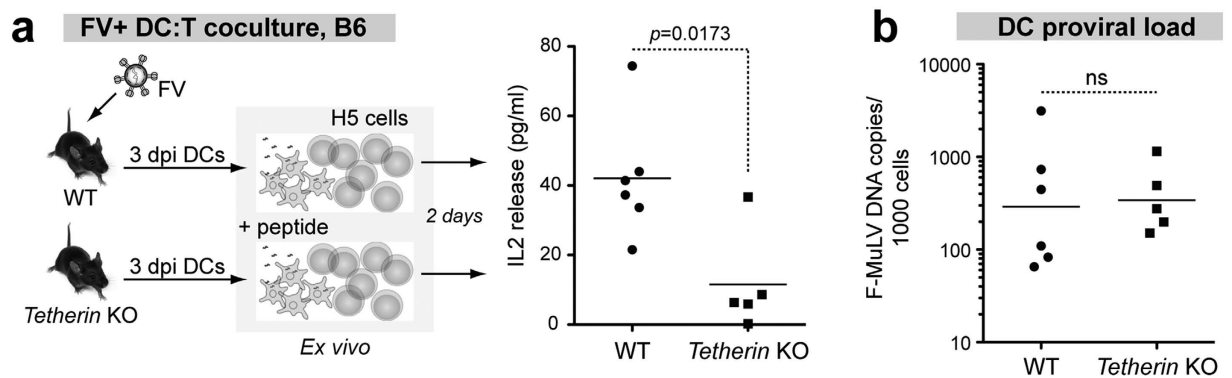 a
FV+ DC:T coculture, B6
FV
WT
3 dpi DCs
H5 cells
+ peptide
2 days
Tetherin KO
3 dpi DCs
Ex vivo
IL2 release (pg/ml)
80
60
40
20
0
p=0.0173
WT
Tetherin KO
b
DC proviral load
F-MuLV DNA copies/
1000 cells
10000
1000
100
10
ns
WT
Tetherin KO